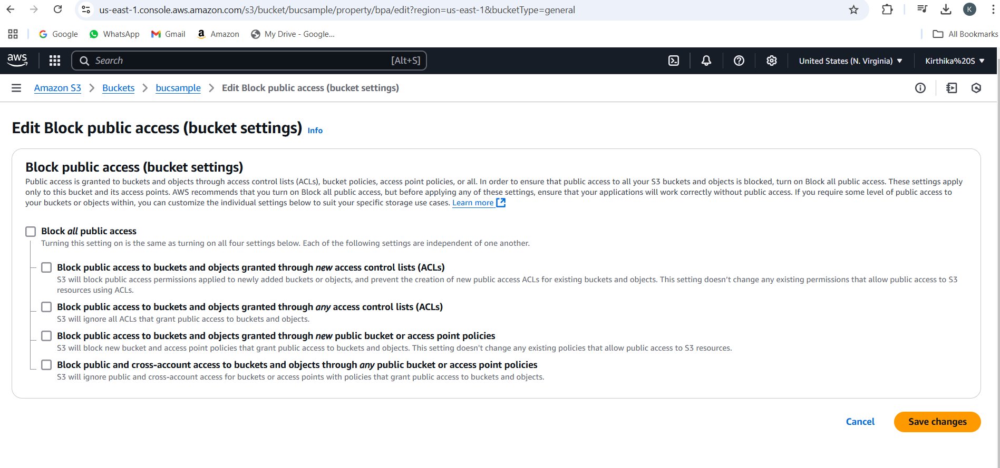 us-east-1.console.aws.amazon.com/s3/bucket/bucsample/property/bpa/edit?region=us-east-1&bucketType=general
K
Google WhatsApp Gmail Amazon My Drive - Google... All Bookmarks
aws Search [Alt+S] United States (N. Virginia) Kirthika%20S
Amazon S3 Buckets bucsample Edit Block public access (bucket settings)
Edit Block public access (bucket settings) Info
Block public access (bucket settings)
Public access is granted to buckets and objects through access control lists (ACLs), bucket policies, access point policies, or all. In order to ensure that public access to all your S3 buckets and objects is blocked, turn on Block all public access. These settings apply
only to this bucket and its access points. AWS recommends that you turn on Block all public access, but before applying any of these settings, ensure that your applications will work correctly without public access. If you require some level of public access to
your buckets or objects within, you can customize the individual settings below to suit your specific storage use cases. Learn more
Block all public access
Turning this setting on is the same as turning on all four settings below. Each of the following settings are independent of one another.
Block public access to buckets and objects granted through new access control lists (ACLs)
S3 will block public access permissions applied to newly added buckets or objects, and prevent the creation of new public access ACLs for existing buckets and objects. This setting doesn't change any existing permissions that allow public access to S3
resources using ACLs.
Block public access to buckets and objects granted through any access control lists (ACLs)
S3 will ignore all ACLs that grant public access to buckets and objects.
Block public access to buckets and objects granted through new public bucket or access point policies
S3 will block new bucket and access point policies that grant public access to buckets and objects. This setting doesn't change any existing policies that allow public access to S3 resources.
Block public and cross-account access to buckets and objects through any public bucket or access point policies
S3 will ignore public and cross-account access for buckets or access points with policies that grant public access to buckets and objects.
Cancel Save changes